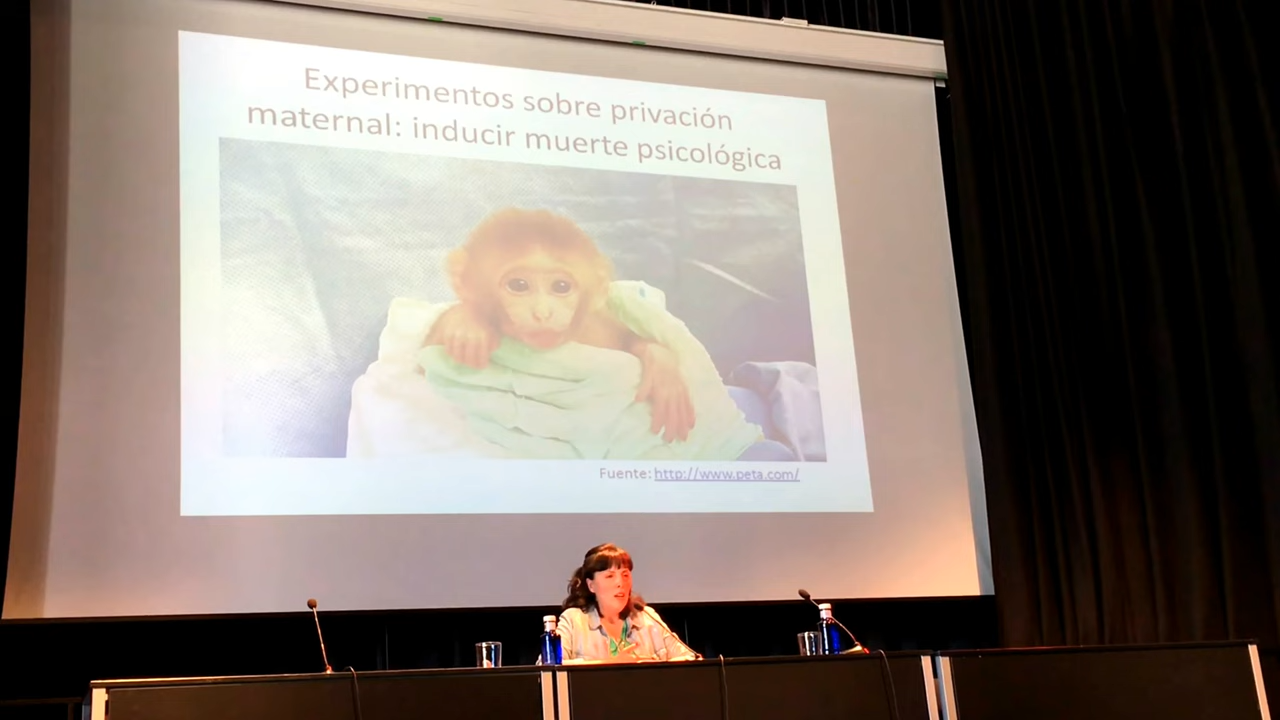 Experimentos sobre privación
maternal: inducir muerte psicológica
Fuente: http://www.peta.com/